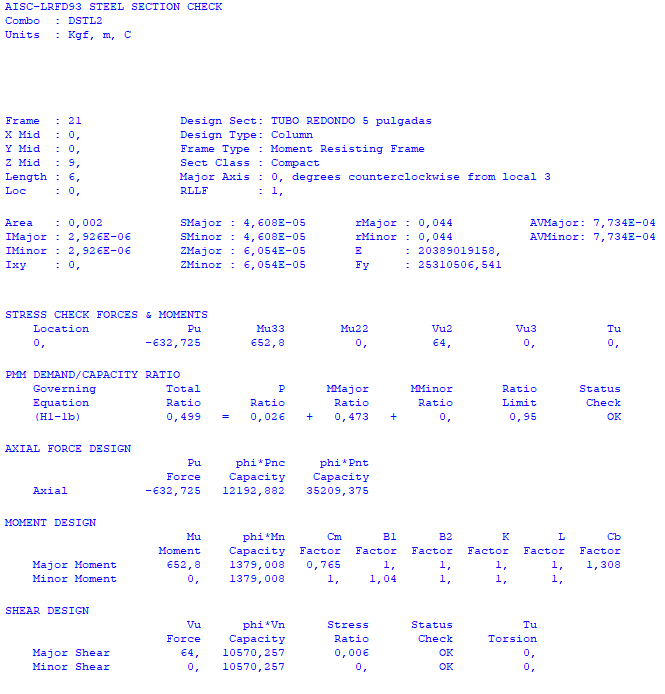 AISC-LRFD93 STEEL SECTION CHECK
Combo  : DSTL2
Units  : Kgf, m, C
Frame  : 21              Design Sect: TUBO REDONDO 5 pulgadas
X Mid  : 0,              Design Type: Column
Y Mid  : 0,              Frame Type : Moment Resisting Frame
Z Mid  : 9,              Sect Class : Compact
Length : 6,              Major Axis : 0, degrees counterclockwise from local 3
Loc    : 0,              RLLF       : 1,
Area   : 0,002           SMajor : 4,608E-05       rMajor : 0,044           AVMajor: 7,734E-04
IMajor : 2,926E-06       SMinor : 4,608E-05       rMinor : 0,044           AVMinor: 7,734E-04
IMinor : 2,926E-06       ZMajor : 6,054E-05       E      : 20389019158,
Ixy    : 0,              ZMinor : 6,054E-05       Fy     : 25310506,541
STRESS CHECK FORCES & MOMENTS
Location              Pu        Mu33        Mu22         Vu2         Vu3          Tu
0,              -632,725       652,8          0,         64,          0,          0,
PMM DEMAND/CAPACITY RATIO
Governing          Total           P      MMajor      MMinor       Ratio      Status
Equation           Ratio       Ratio       Ratio       Ratio       Limit       Check
(H1-1b)            0,499   =   0,026   +   0,473   +      0,        0,95          OK
AXIAL FORCE DESIGN
Pu     phi*Pnc     phi*Pnt
Force    Capacity    Capacity
Axial           -632,725   12192,882   35209,375
MOMENT DESIGN
Mu      phi*Mn      Cm      B1      B2       K       L      Cb
Moment    Capacity  Factor  Factor  Factor  Factor  Factor  Factor
Major Moment       652,8    1379,008   0,765      1,      1,      1,      1,   1,308
Minor Moment          0,    1379,008      1,    1,04      1,      1,      1,
SHEAR DESIGN
Vu      phi*Vn      Stress      Status          Tu
Force    Capacity       Ratio       Check     Torsion
Major Shear          64,   10570,257       0,006          OK          0,
Minor Shear           0,   10570,257          0,          OK          0,